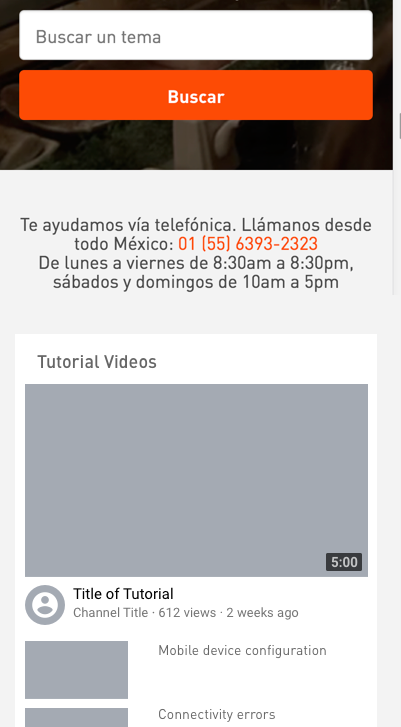 Buscar un tema
Buscar
Te ayudamos vía telefónica. Llámanos desde
todo México: 01 (55) 6393-2323
De lunes a viernes de 8:30am a 8:30pm,
sábados y domingos de 10am a 5pm
Tutorial Videos
5:00
Title of Tutorial
Channel Title · 612 views · 2 weeks ago
Mobile device configuration
Connectivity errors